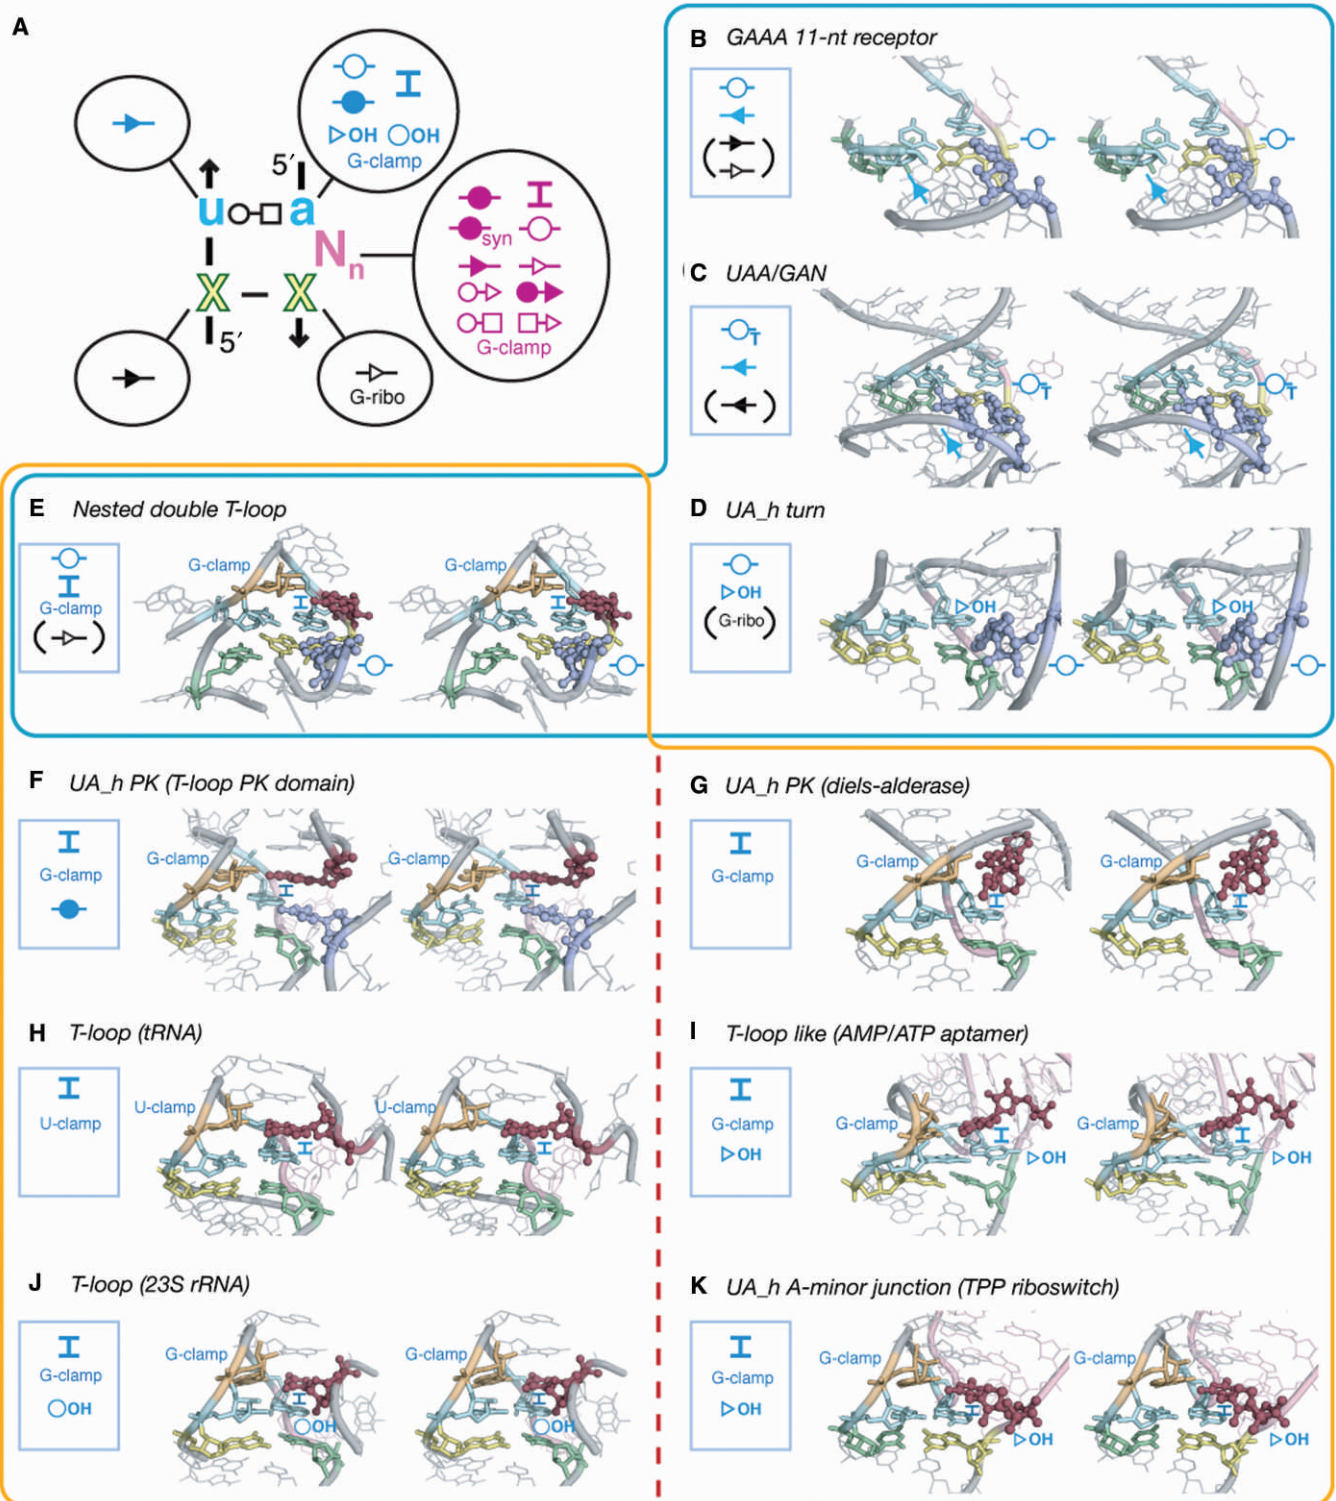 A
OH OH
G-clamp
5′
u a
N
n
syn
G-clamp
X X
5′
G-ribo
B GAAA 11-nt receptor
C UAA/GAN
T
T
T
D UA_h turn
OH
(G-ribo)
OH
OH
E Nested double T-loop
G-clamp
G-clamp
G-clamp
F UA_h PK (T-loop PK domain)
G-clamp
G-clamp
G-clamp
G UA_h PK (diels-alderase)
G-clamp
G-clamp
G-clamp
H T-loop (tRNA)
U-clamp
U-clamp
U-clamp
I T-loop like (AMP/ATP aptamer)
G-clamp
OH
G-clamp
OH
G-clamp
OH
J T-loop (23S rRNA)
G-clamp
OH
G-clamp
OH
G-clamp
OH
K UA_h A-minor junction (TPP riboswitch)
G-clamp
OH
G-clamp
OH
G-clamp
OH